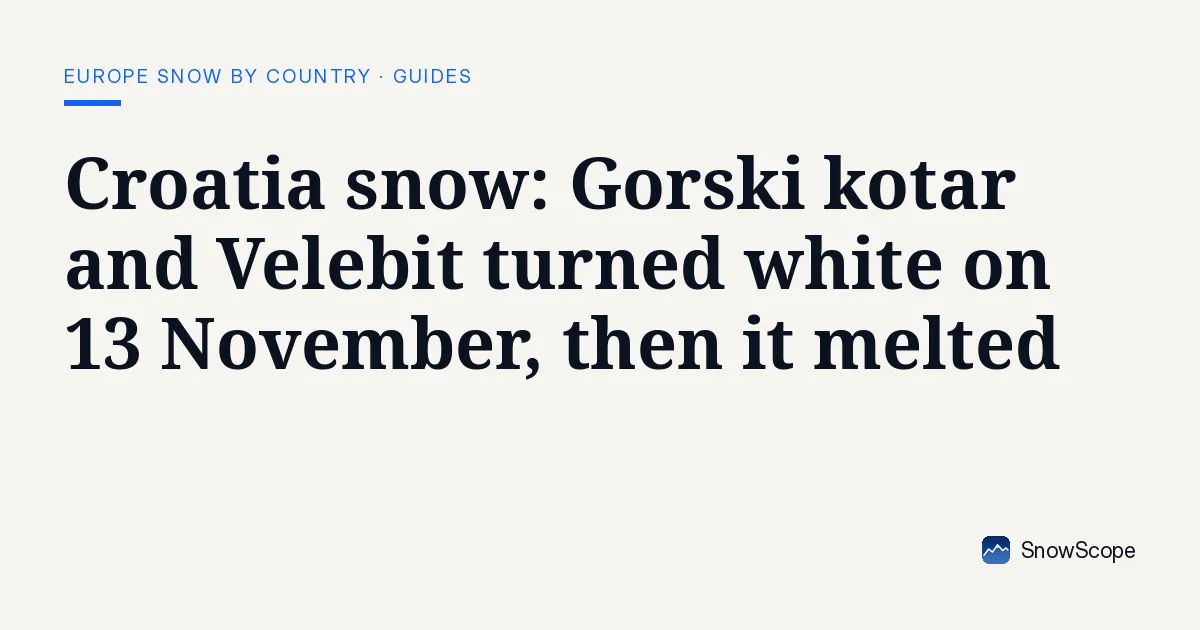 EUROPE SNOW BY COUNTRY · GUIDES
Croatia snow: Gorski kotar
and Velebit turned white on
13 November, then it melted
SnowScope